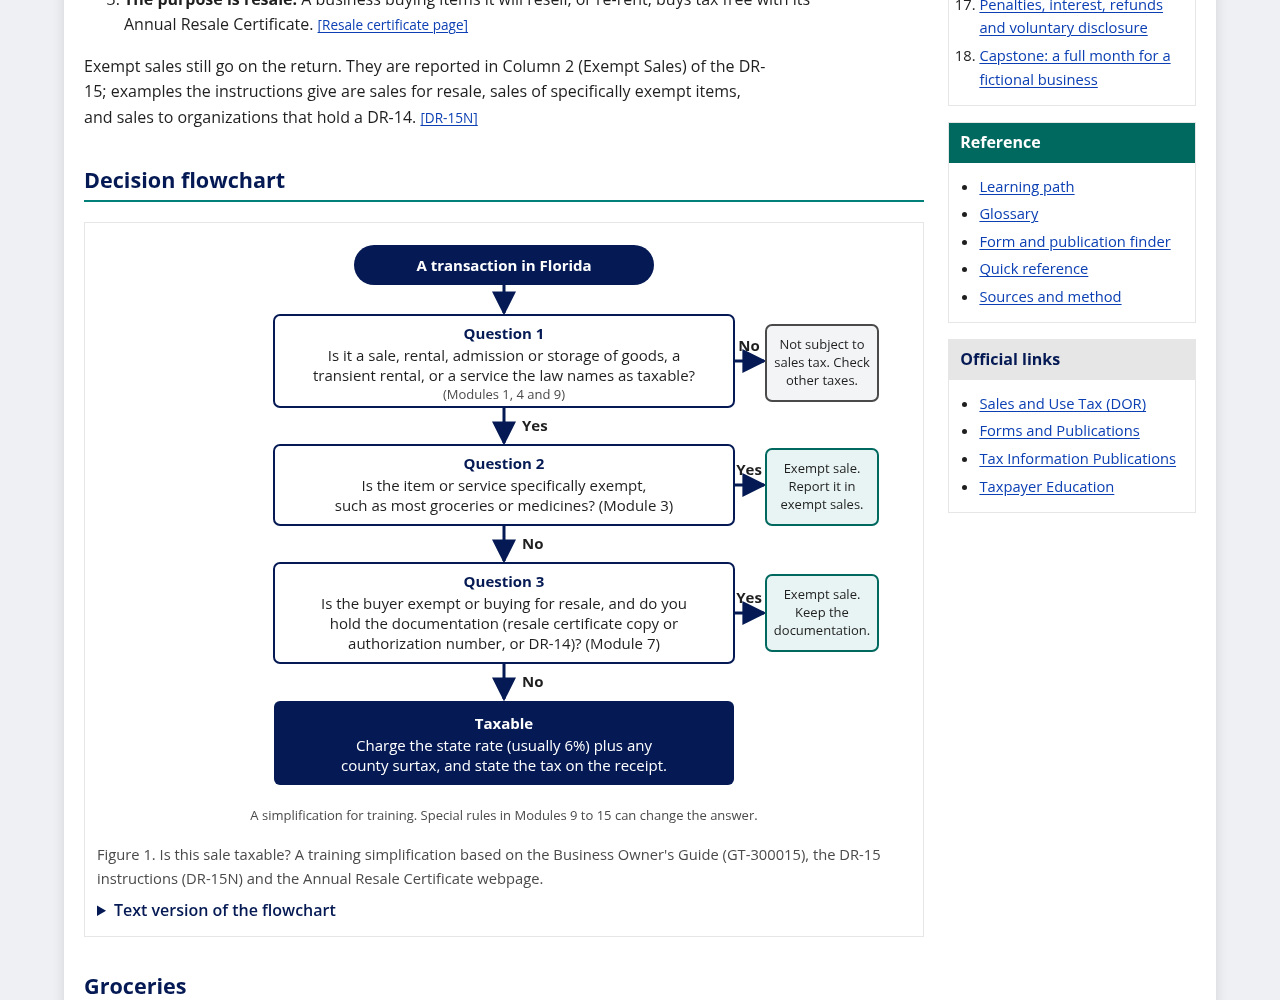 3. The purpose is resale. A business buying items it will resell, or re-rent, buys tax free with its
Annual Resale Certificate. [Resale certificate page]
Exempt sales still go on the return. They are reported in Column 2 (Exempt Sales) of the DR-
15; examples the instructions give are sales for resale, sales of specifically exempt items,
and sales to organizations that hold a DR-14. [DR-15N]
Decision flowchart
A transaction in Florida
Question 1
Is it a sale, rental, admission or storage of goods, a
transient rental, or a service the law names as taxable?
(Modules 1, 4 and 9)
No
Not subject to
sales tax. Check
other taxes.
Yes
Question 2
Is the item or service specifically exempt,
such as most groceries or medicines? (Module 3)
Yes
Exempt sale.
Report it in
exempt sales.
No
Question 3
Is the buyer exempt or buying for resale, and do you
hold the documentation (resale certificate copy or
authorization number, or DR-14)? (Module 7)
Yes
Exempt sale.
Keep the
documentation.
No
Taxable
Charge the state rate (usually 6%) plus any
county surtax, and state the tax on the receipt.
A simplification for training. Special rules in Modules 9 to 15 can change the answer.
Figure 1. Is this sale taxable? A training simplification based on the Business Owner's Guide (GT-300015), the DR-15
instructions (DR-15N) and the Annual Resale Certificate webpage.
Text version of the flowchart
Groceries
17. Penalties, interest, refunds
and voluntary disclosure
18. Capstone: a full month for a
fictional business
Reference
Learning path
Glossary
Form and publication finder
Quick reference
Sources and method
Official links
Sales and Use Tax (DOR)
Forms and Publications
Tax Information Publications
Taxpayer Education